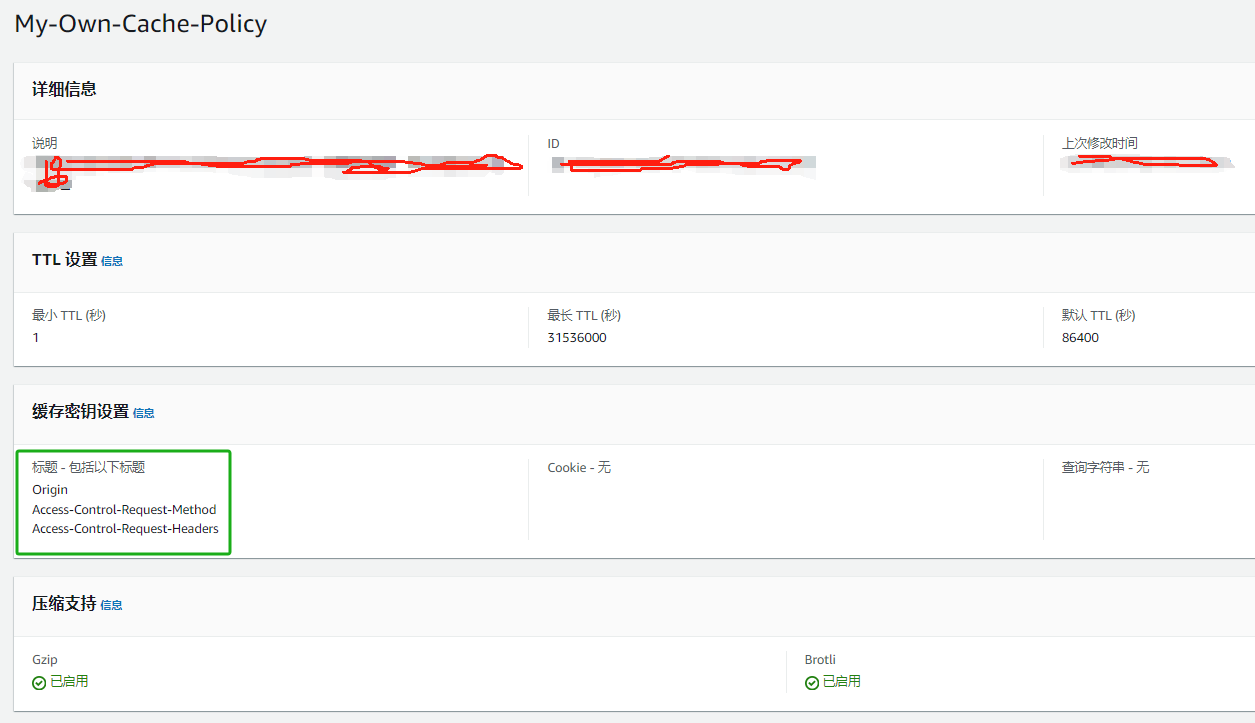 My-Own-Cache-Policy
详细信息
说明
ID
上次修改时间
TTL 设置 信息
最小 TTL (秒)
1
最长 TTL (秒)
31536000
默认 TTL (秒)
86400
缓存密钥设置 信息
标题 - 包括以下标题
Origin
Access-Control-Request-Method
Access-Control-Request-Headers
Cookie - 无
查询字符串 - 无
压缩支持 信息
Gzip
已启用
Brotli
已启用